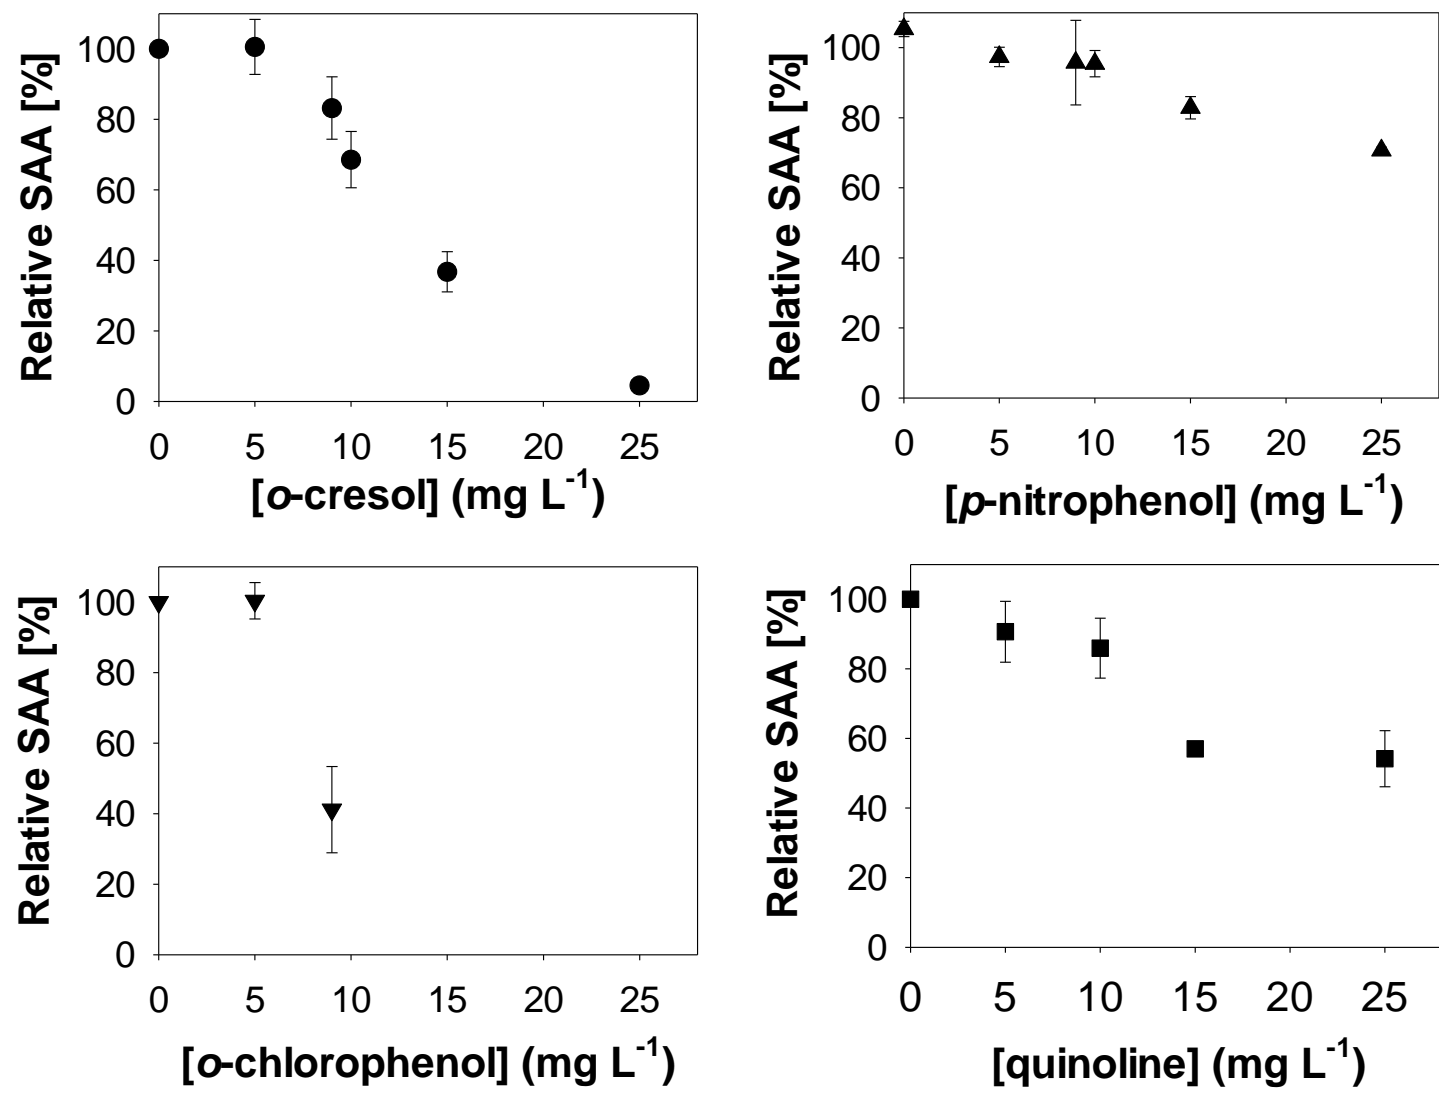 Relative SAA [%]
100
80
60
40
20
0
0 5 10 15 20 25
[o-cresol] (mg L-1)
Relative SAA [%]
100
80
60
40
20
0
0 5 10 15 20 25
[p-nitrophenol] (mg L-1)
Relative SAA [%]
100
80
60
40
20
0
0 5 10 15 20 25
[o-chlorophenol] (mg L-1)
Relative SAA [%]
100
80
60
40
20
0
0 5 10 15 20 25
[quinoline] (mg L-1)